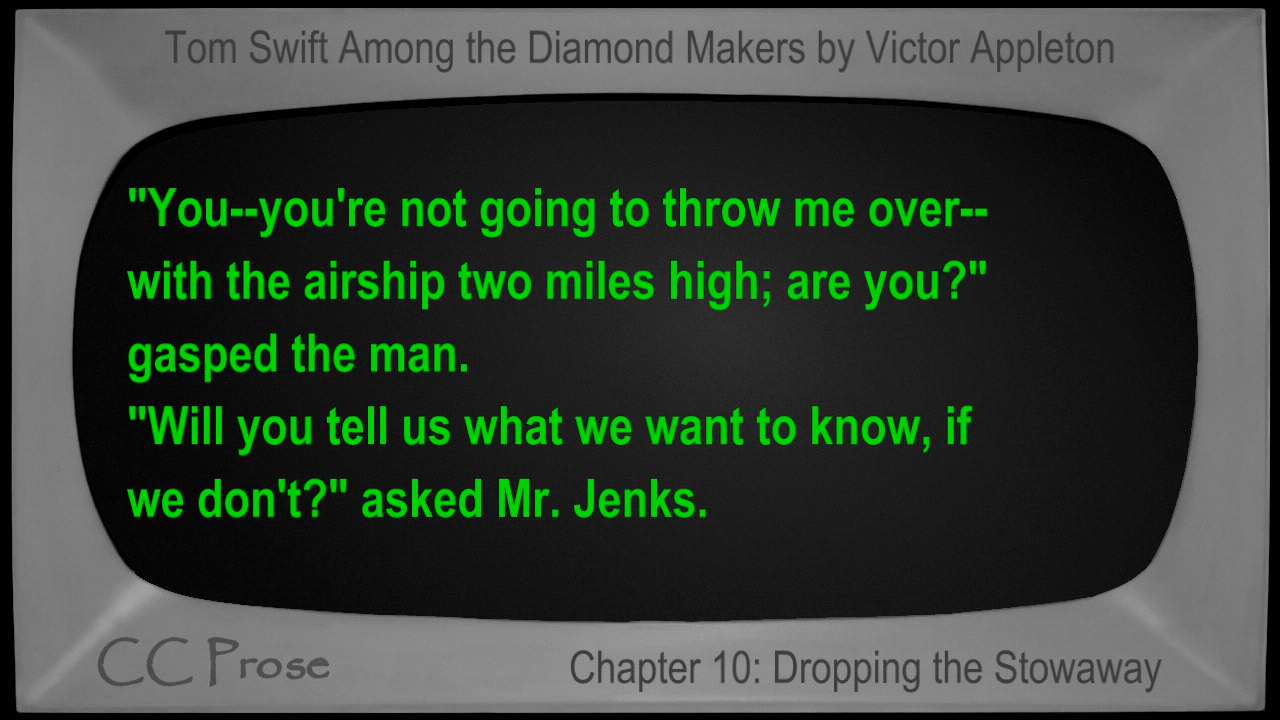 Tom Swift Among the Diamond Makers by Victor Appleton
"You--you're not going to throw me over--
with the airship two miles high; are you?"
gasped the man.
"Will you tell us what we want to know, if
we don't?" asked Mr. Jenks.
CC Prose
Chapter 10: Dropping the Stowaway